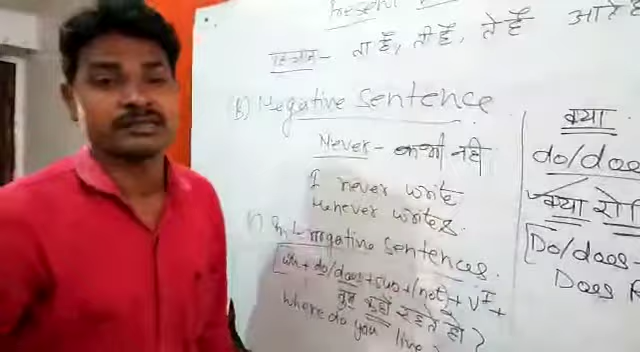 Present
पहचान - ता हैं, ती हैं, ते हैं आते हैं
B) Negative Sentence
Never - कभी नहीं
I never write
He never writes.
Negative Sentences.
[wh + do/does + sub + (not) + V I +
तुम कहाँ रहते हो ?
where do you live ?
क्या
do/does
क्या
[Do/does -
Does